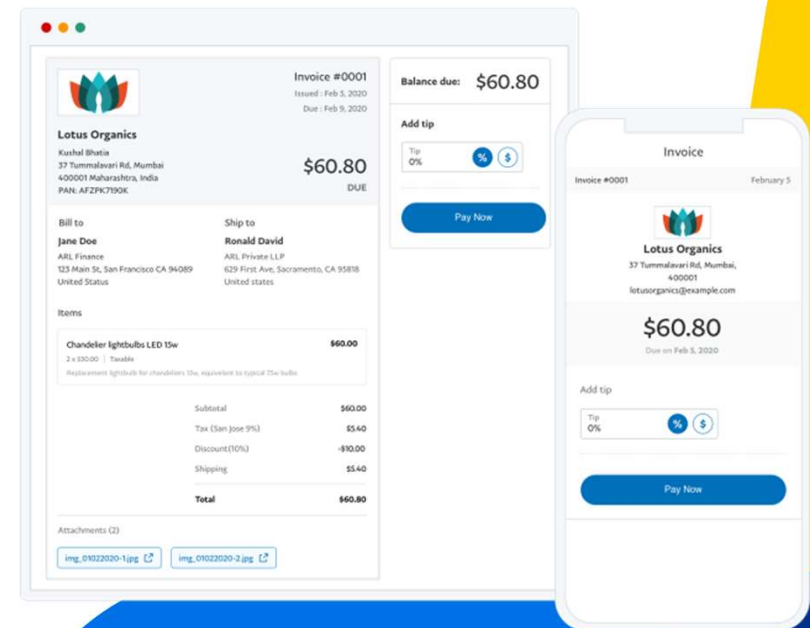 Invoice #0001
Issued : Feb 5, 2020
Due : Feb 9, 2020
Lotus Organics
Kushal Bhatia
37 Tummalavari Rd, Mumbai
400001 Maharashtra, India
PAN: AFZPK7190K
$60.80
DUE
Bill to
Jane Doe
ARL Finance
123 Main St, San Francisco CA 94089
United Status
Ship to
Ronald David
ARL Private LLP
629 First Ave, Sacramento, CA 95818
United states
Items
Chandelier lightbulbs LED 15w $60.00
2 x $30.00 | Taxable
Replacement lightbulb for chandeliers 15w, equivalent to typical 75w bulbs
Subtotal $60.00
Tax (San Jose 9%) $5.40
Discount(10%) -$10.00
Shipping $5.40
Total $60.80
Attachments (2)
img_01022020-1.jpg img_01022020-2.jpg
Balance due: $60.80
Add tip
Tip
0% % $
Pay Now
Invoice
Invoice #0001 February 5
Lotus Organics
37 Tummalavari Rd, Mumbai,
400001
lotusorganics@example.com
$60.80
Due on Feb 5, 2020
Add tip
Tip
0% % $
Pay Now